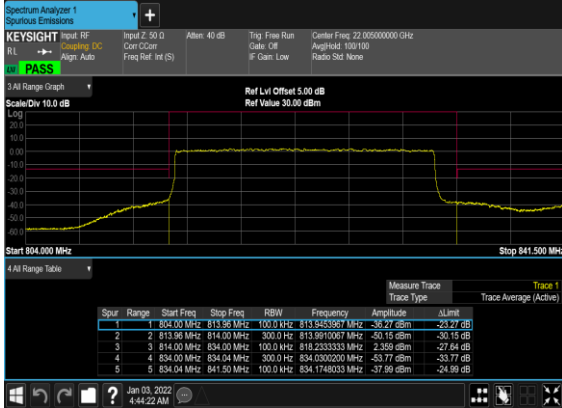 Spectrum Analyzer 1
Spurious Emissions
KEYSIGHT Input: RF Input Z: 50 Ω Atten: 40 dB Trig: Free Run Center Freq: 22.005000000 GHz
RL Coupling: DC Corr CCorr Gate: Off Avg|Hold: 100/100
Align: Auto Freq Ref: Int (S) IF Gain: Low Radio Std: None
PASS
3 All Range Graph
Scale/Div 10.0 dB Ref Lvl Offset 5.00 dB
Ref Value 30.00 dBm
Log
20.0
10.0
0.00
-10.0
-20.0
-30.0
-40.0
-50.0
-60.0
Start 804.000 MHz Stop 841.500 MHz
4 All Range Table
Measure Trace Trace 1
Trace Type Trace Average (Active)
Spur Range Start Freq Stop Freq RBW Frequency Amplitude ΔLimit
1 1 804.00 MHz 813.96 MHz 100.0 kHz 813.9453967 MHz -36.27 dBm -23.27 dB
2 2 813.96 MHz 814.00 MHz 300.0 Hz 813.9910067 MHz -50.15 dBm -30.15 dB
3 3 814.00 MHz 834.00 MHz 100.0 kHz 818.2333333 MHz 2.359 dBm -27.64 dB
4 4 834.00 MHz 834.04 MHz 300.0 Hz 834.0300200 MHz -53.77 dBm -33.77 dB
5 5 834.04 MHz 841.50 MHz 100.0 kHz 834.1748033 MHz -37.99 dBm -24.99 dB
Jan 03, 2022
4:44:22 AM